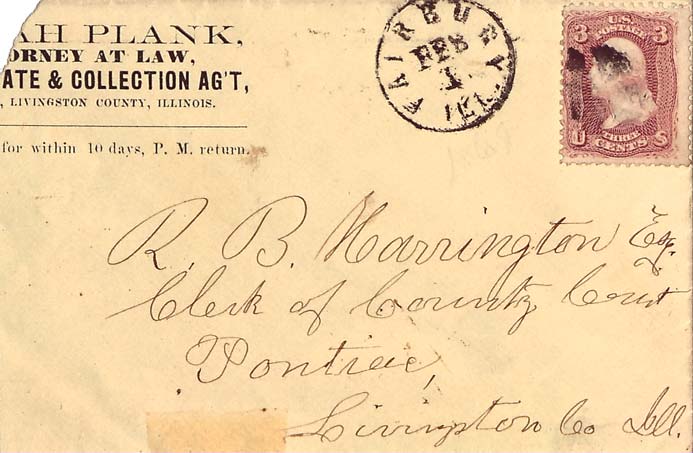 AH PLANK,
ORNEY AT LAW,
ATE & COLLECTION AG'T,
, LIVINGSTON COUNTY, ILLINOIS.
for within 10 days, P. M. return.
FAIRBURY
FEB
1
ILL.
3 U.S. 3
POSTAGE
U THREE S
CENTS
R. B. Harrington Esq.
Clerk of County Court
Pontiac,
Livingston Co Ill.